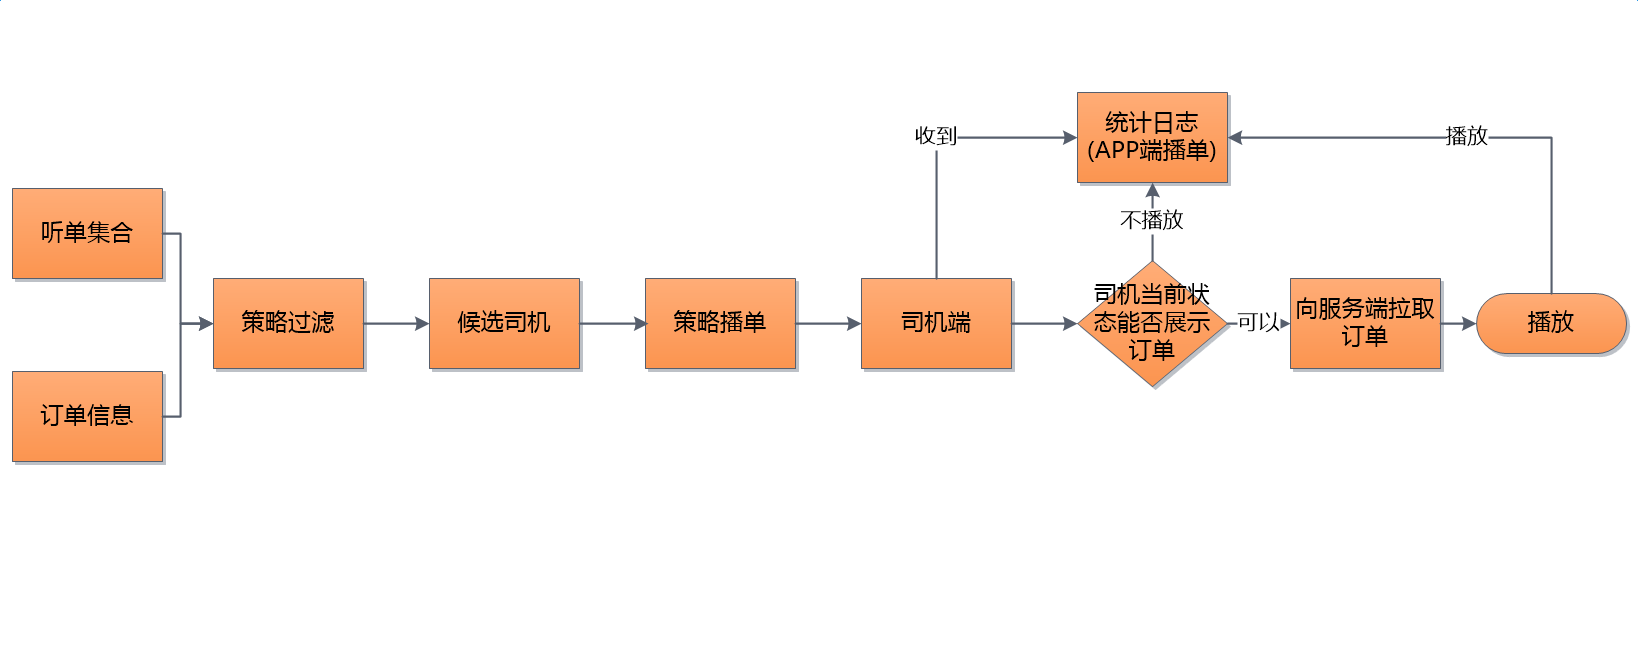 统计日志
(APP端播单)
收到
播放
不播放
听单集合
订单信息
策略过滤
候选司机
策略播单
司机端
司机当前状
态能否展示
订单
可以
向服务端拉取
订单
播放